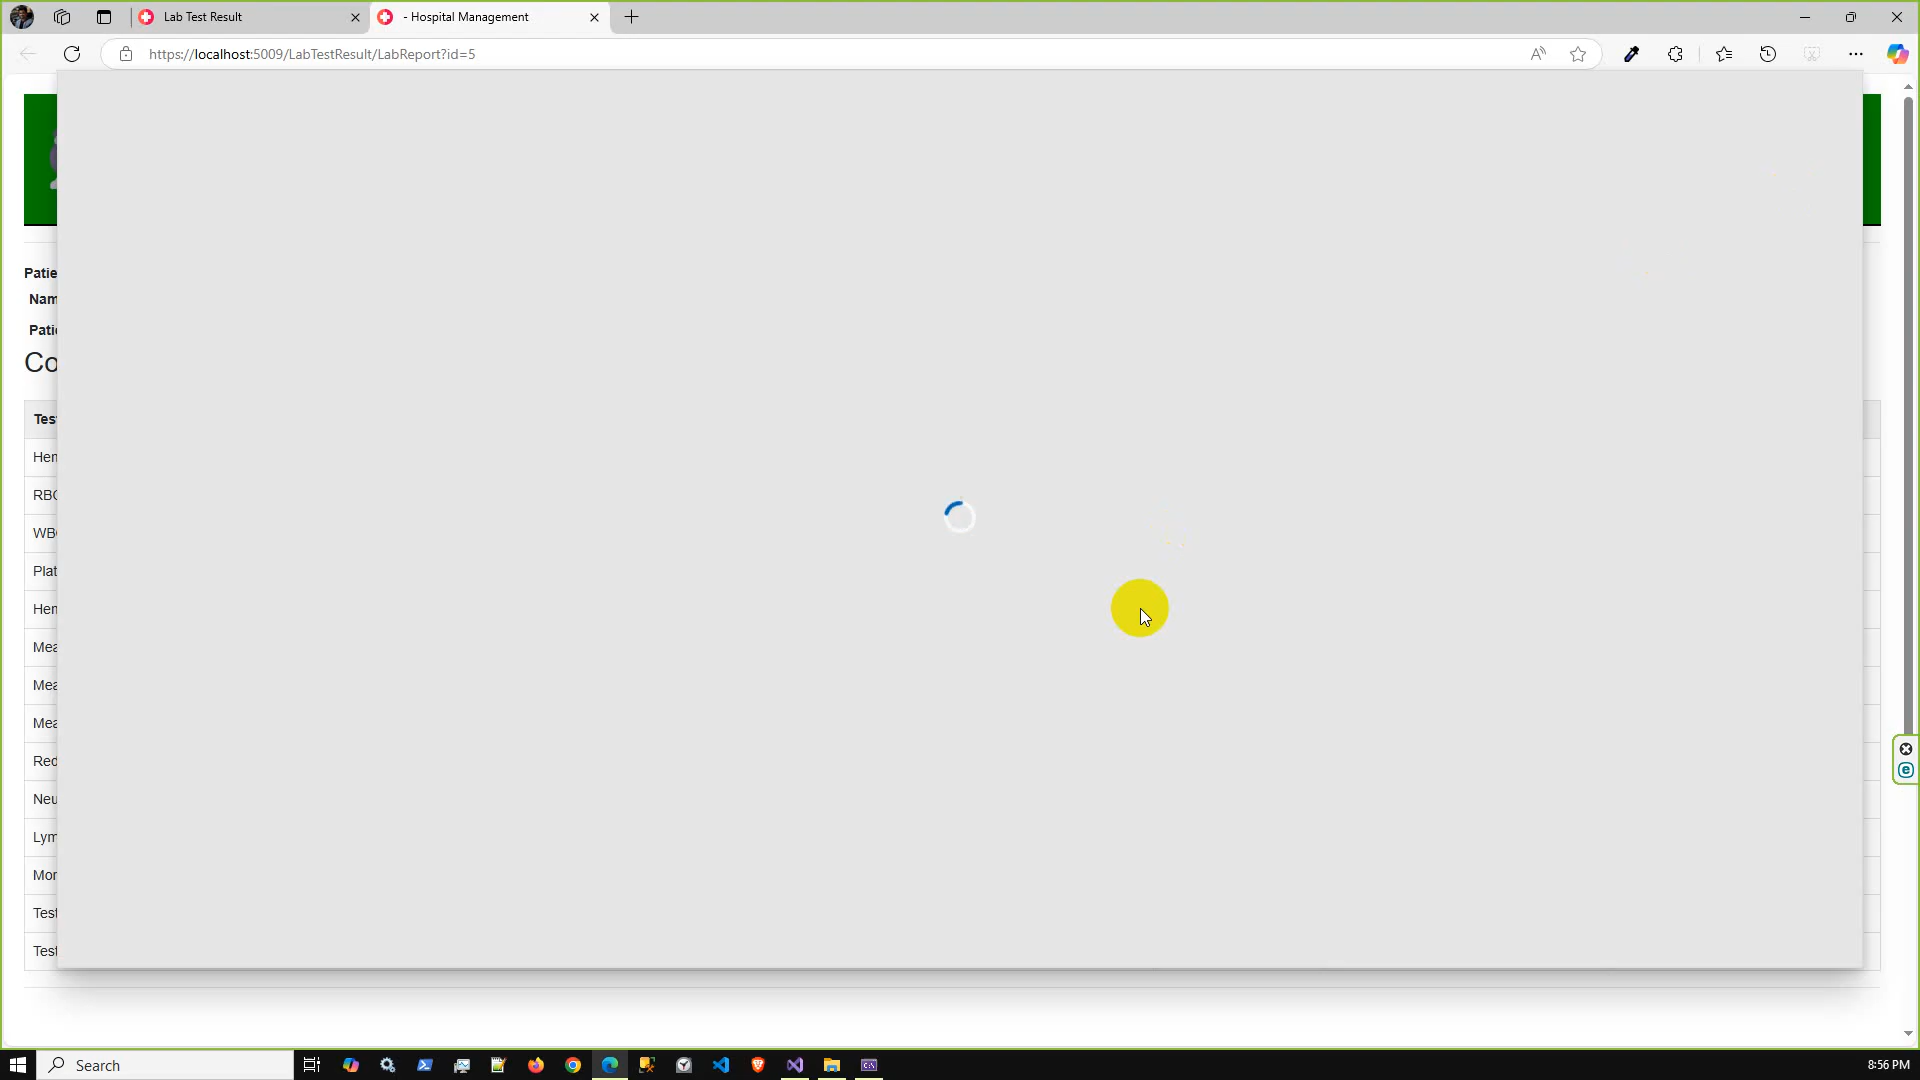 Lab Test Result
- Hospital Management
https://localhost:5009/LabTestResult/LabReport?id=5
Patie
Nam
Patie
Co
Tes
Hem
RBC
WBC
Plat
Hem
Mea
Mea
Mea
Red
Neu
Lym
Mon
Test
Test
Search
8:56 PM